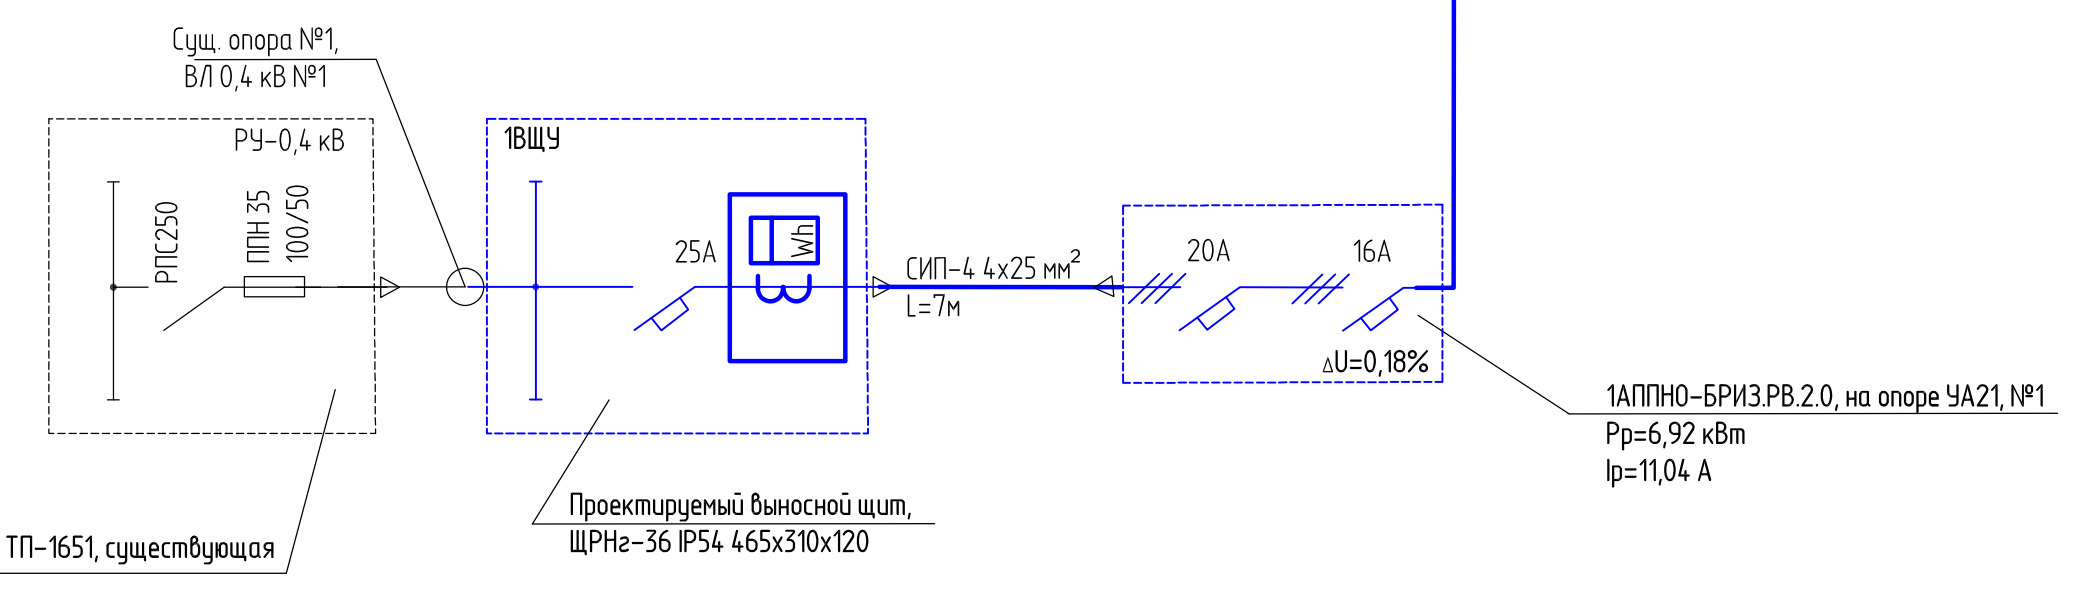 Сущ. опора №1,
ВЛ 0,4 кВ №1
РУ-0,4 кВ
РПС250
ППН 35
100/50
ТП-1651, существующая
1ВЩУ
25А
Wh
Проектируемый выносной щит,
ЩРНг-36 IP54 465х310х120
СИП-4 4х25 мм²
L=7м
20А
16А
△U=0,18%
1АППНО-БРИЗ.РВ.2.0, на опоре УА21, №1
Рр=6,92 кВт
Iр=11,04 А